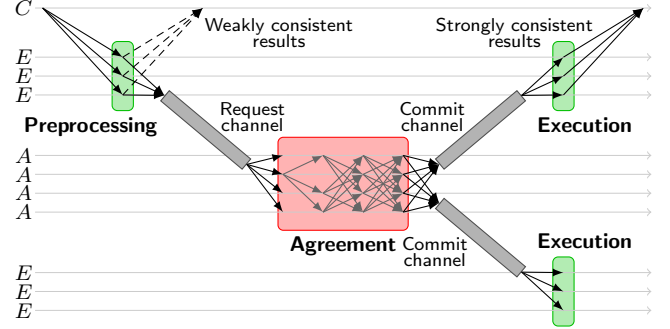 C
Weakly consistent
results
Strongly consistent
results
E
E
E
Preprocessing
Request
channel
Commit
channel
Execution
A
A
A
A
Agreement
Commit
channel
Execution
E
E
E